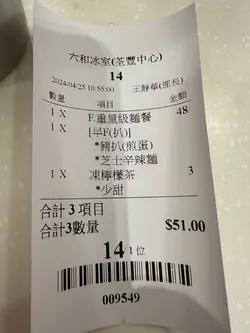 六和冰室(荃豐中心)
14
2024/04/25 10:55:00 王靜華(部長)
數量 項目 金額
1 X F.重量級麵餐 48
1 X [早F(扒)]
*豬扒(煎蛋)
*芝士辛辣麵
1 X 凍檸檬茶 3
*少甜
合計 3 項目
合計3數量 $51.00
14 1 位
009549